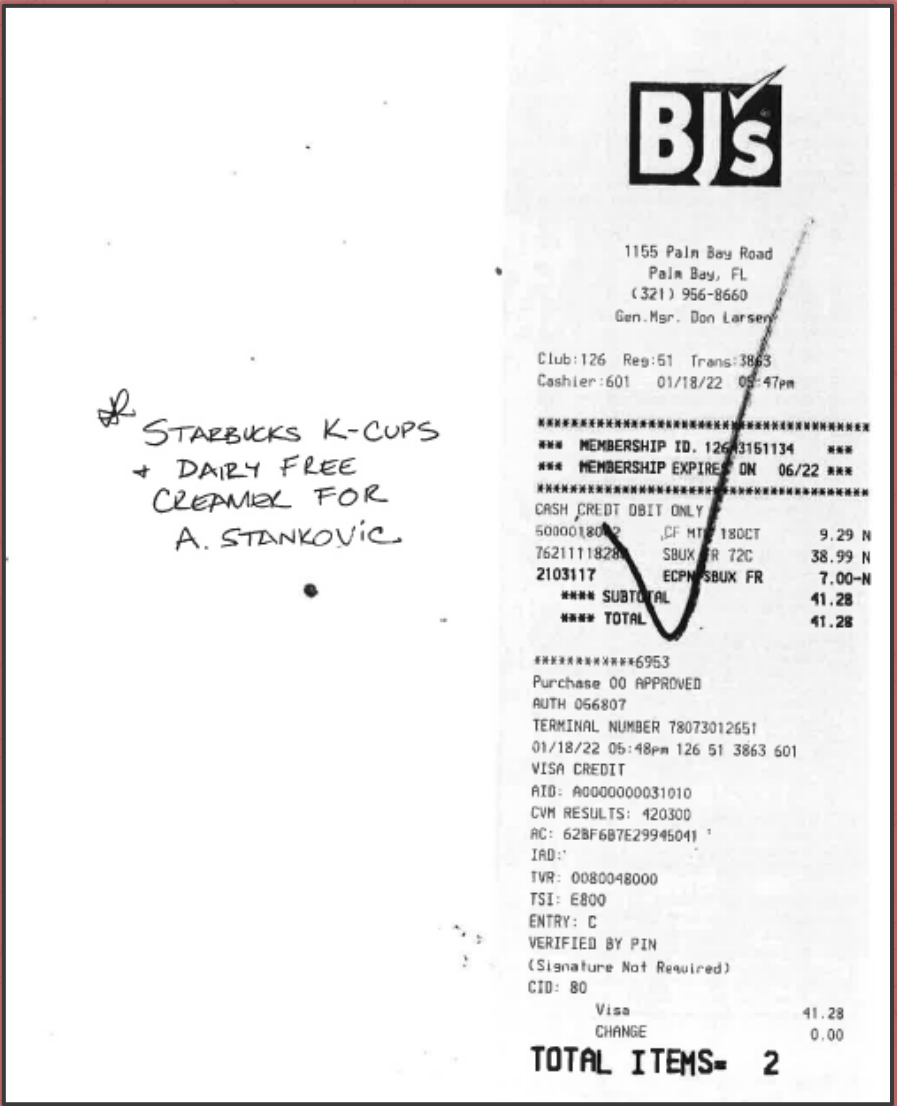 BJ's
1155 Palm Bay Road
Palm Bay, FL
(321) 956-8660
Gen.Mgr. Don Larsen
Club:126 Reg:51 Trans:3863
Cashier:601 01/18/22 05:47pm
***************************************
*** MEMBERSHIP ID. 12643151134 ***
*** MEMBERSHIP EXPIRES ON 06/22 ***
***************************************
CASH CREDT DBIT ONLY
CF 180CT 9.29 N
SBUX FR 72C 38.99 N
2103117 ECPN SBUX FR 7.00-N
**** SUBTOTAL 41.28
**** TOTAL 41.28
************6953
Purchase 00 APPROVED
AUTH 056807
TERMINAL NUMBER 78073012651
01/18/22 05:48pm 126 51 3863 601
VISA CREDIT
AID: A0000000031010
CVM RESULTS: 420300
AC: 62BF6B7E29945041
IAD:
TVR: 0080048000
TSI: E800
ENTRY: C
VERIFIED BY PIN
(Signature Not Required)
CID: 80
Visa 41.28
CHANGE 0.00
TOTAL ITEMS= 2
STARBUCKS K-CUPS
+ DAIRY FREE
CREAMER FOR
A. STANKOVIC